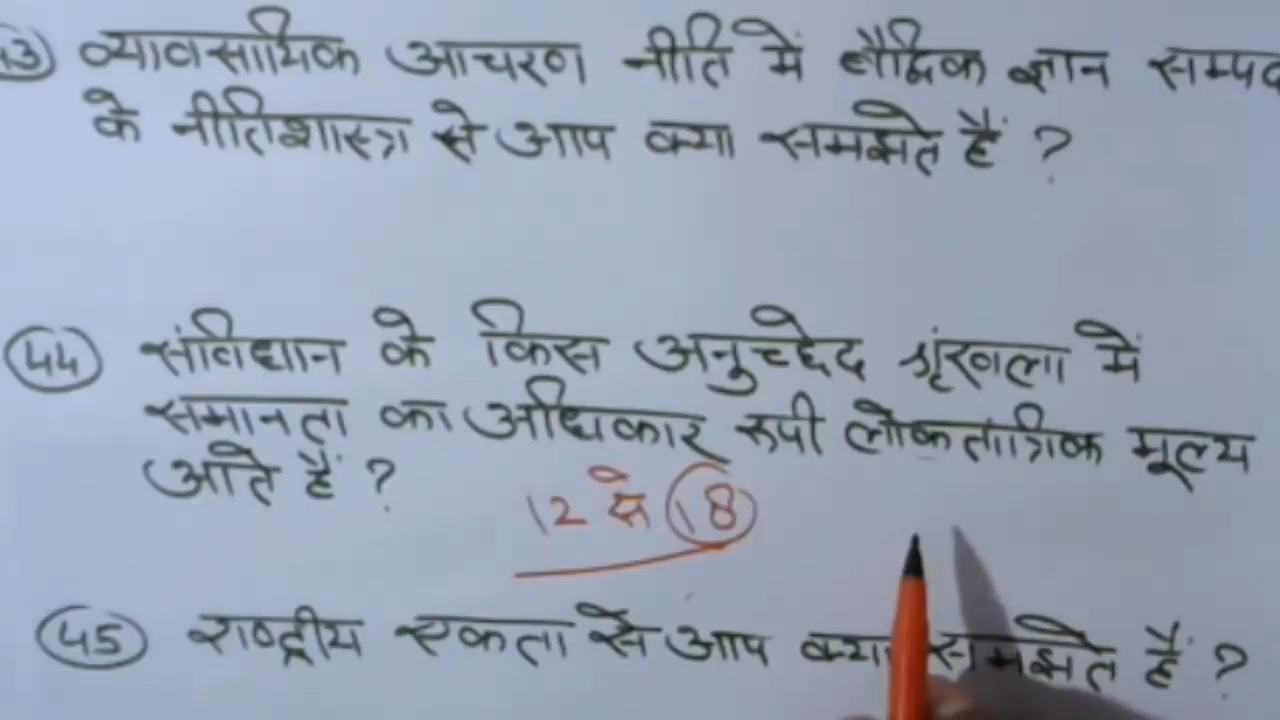 43 व्यावसायिक आचरण नीति में बौद्धिक ज्ञान सम्पदा
के नीतिशास्त्र से आप क्या समझते हैं ?
44 संविधान के किस अनुच्छेद श्रृंखला में
समानता का अधिकार रूपी लोकतांत्रिक मूल्य
आते हैं ?
12 से 18
45 राष्ट्रीय एकता से आप क्या समझते हैं ?